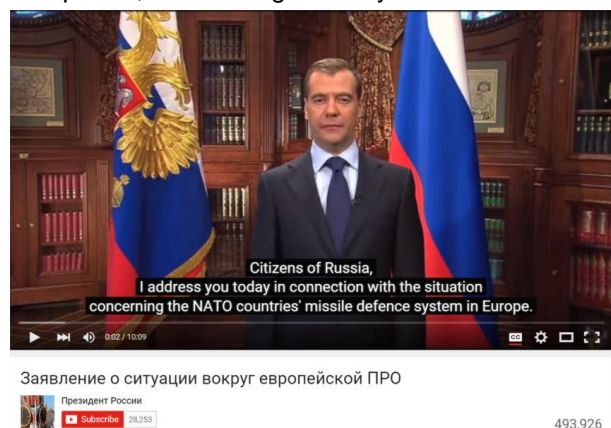 Citizens of Russia,
I address you today in connection with the situation
concerning the NATO countries' missile defence system in Europe.
0:02 / 10:09
CC
Заявление о ситуации вокруг европейской ПРО
Президент России
Subscribe 28,253
493,926